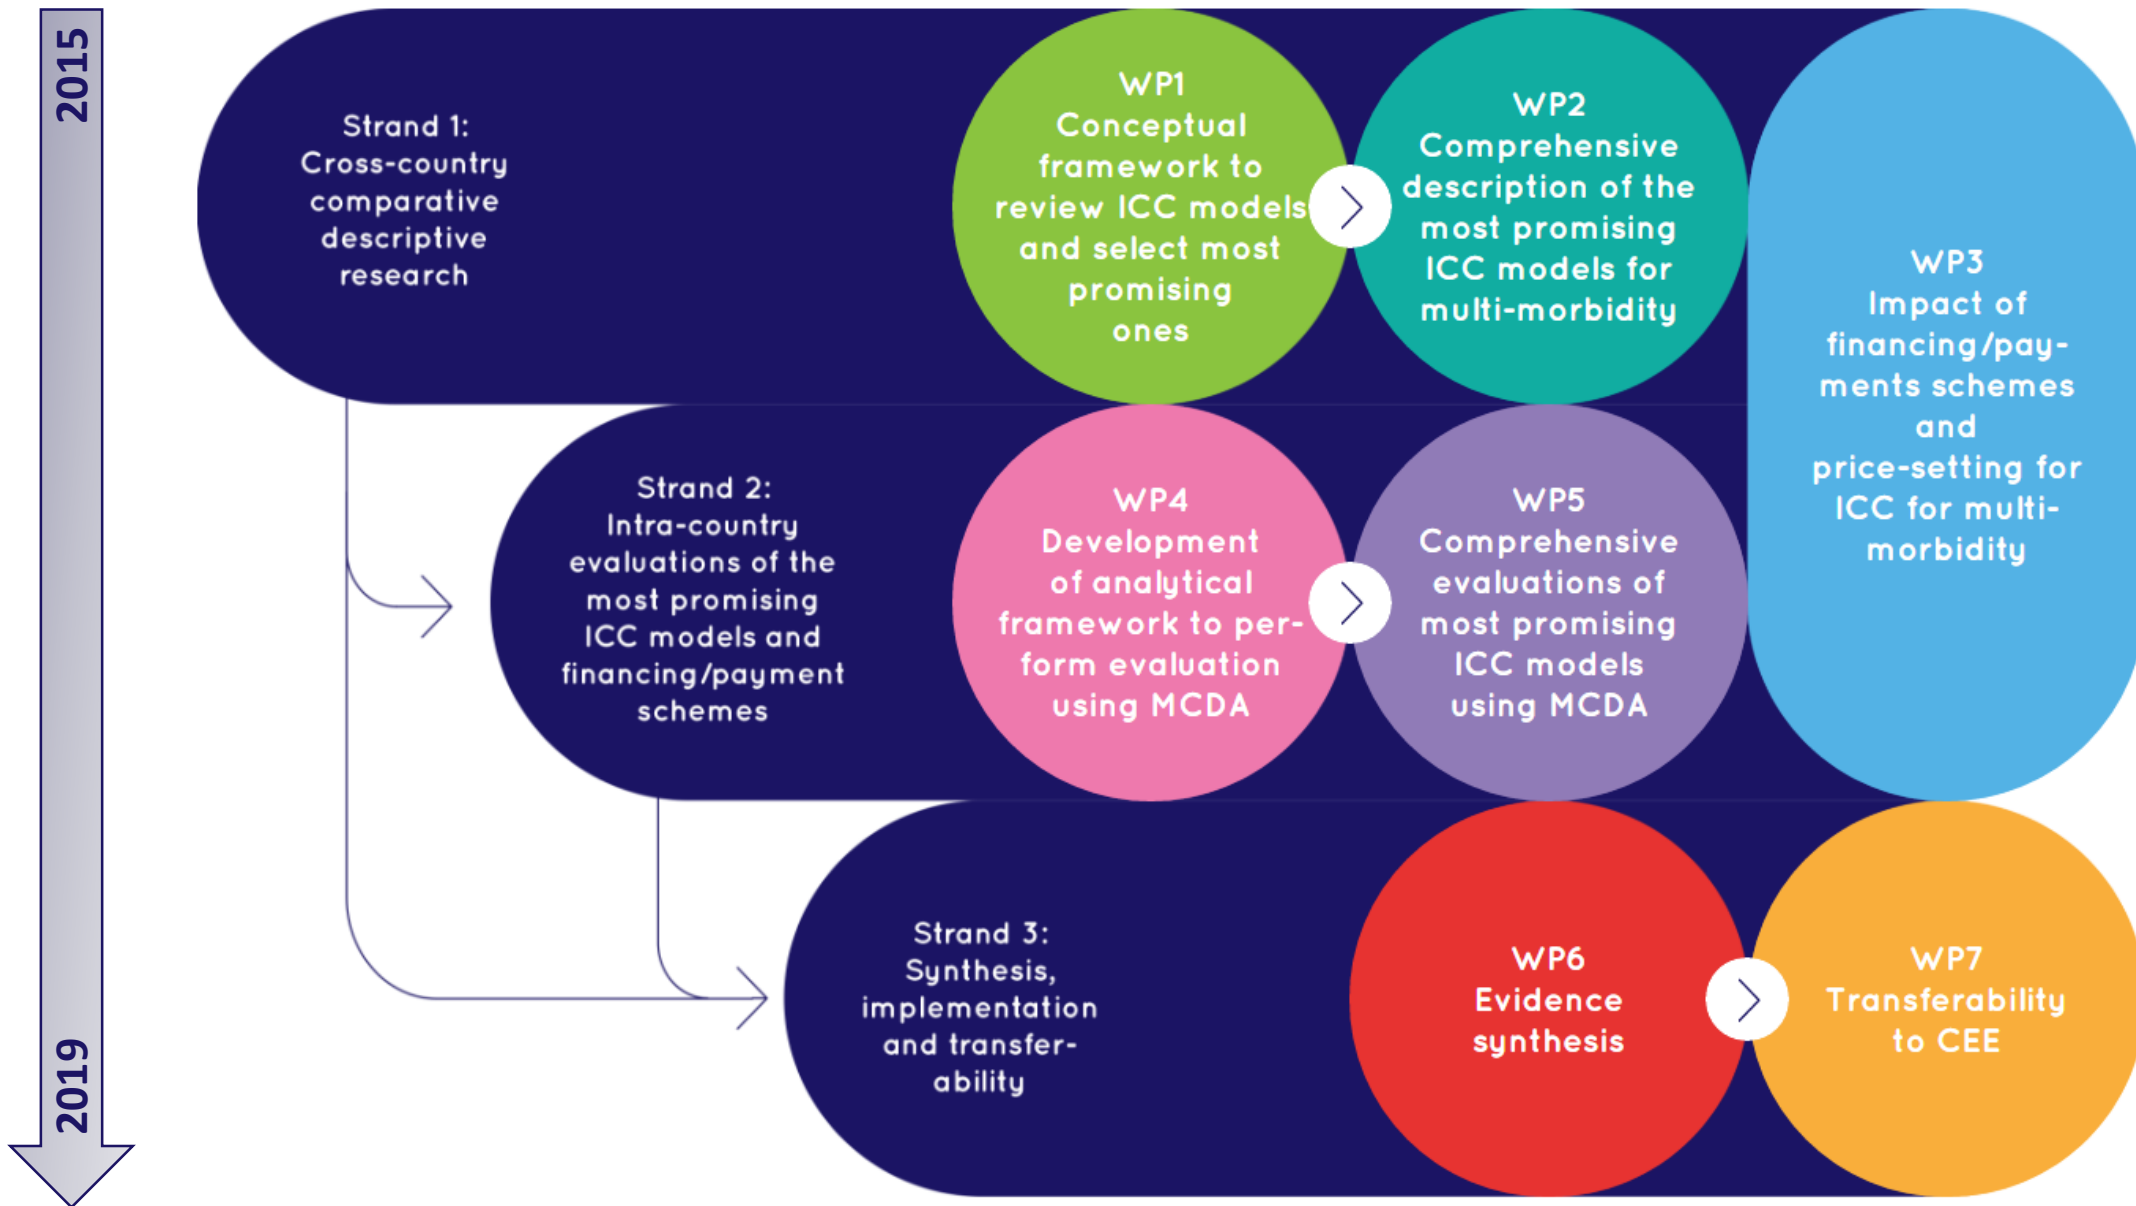 2015
2019
Strand 1:
Cross-country
comparative
descriptive
research
WP1
Conceptual
framework to
review ICC models
and select most
promising
ones
WP2
Comprehensive
description of the
most promising
ICC models for
multi-morbidity
WP3
Impact of
financing/pay-
ments schemes
and
price-setting for
ICC for multi-
morbidity
Strand 2:
Intra-country
evaluations of the
most promising
ICC models and
financing/payment
schemes
WP4
Development
of analytical
framework to per-
form evaluation
using MCDA
WP5
Comprehensive
evaluations of
most promising
ICC models
using MCDA
Strand 3:
Synthesis,
implementation
and transfer-
ability
WP6
Evidence
synthesis
WP7
Transferability
to CEE